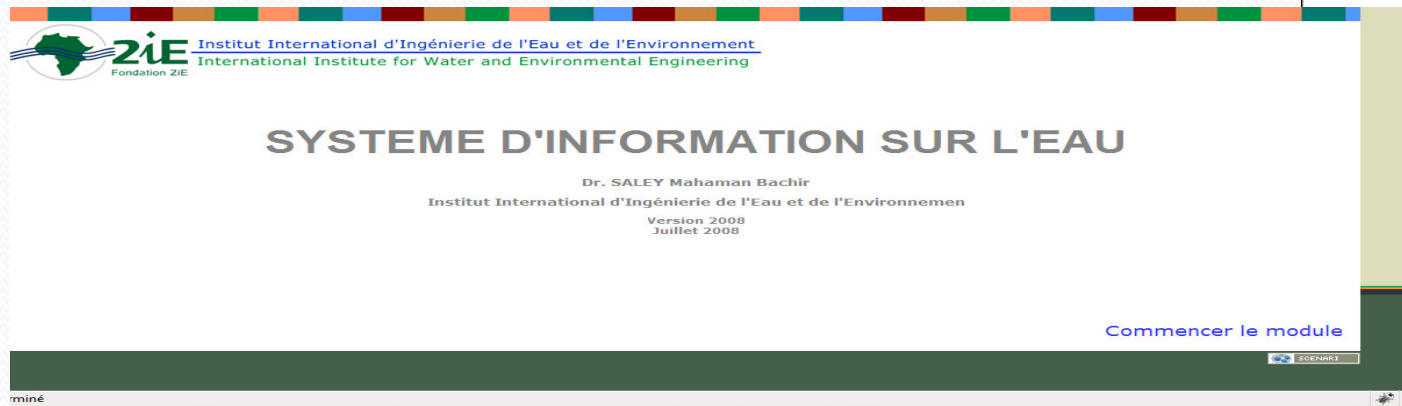 2iE
Fondation 2iE
Institut International d'Ingénierie de l'Eau et de l'Environnement
International Institute for Water and Environmental Engineering
SYSTEME D'INFORMATION SUR L'EAU
Dr. SALEY Mahaman Bachir
Institut International d'Ingénierie de l'Eau et de l'Environnemen
Version 2008
Juillet 2008
Commencer le module
SCENARI
rminé